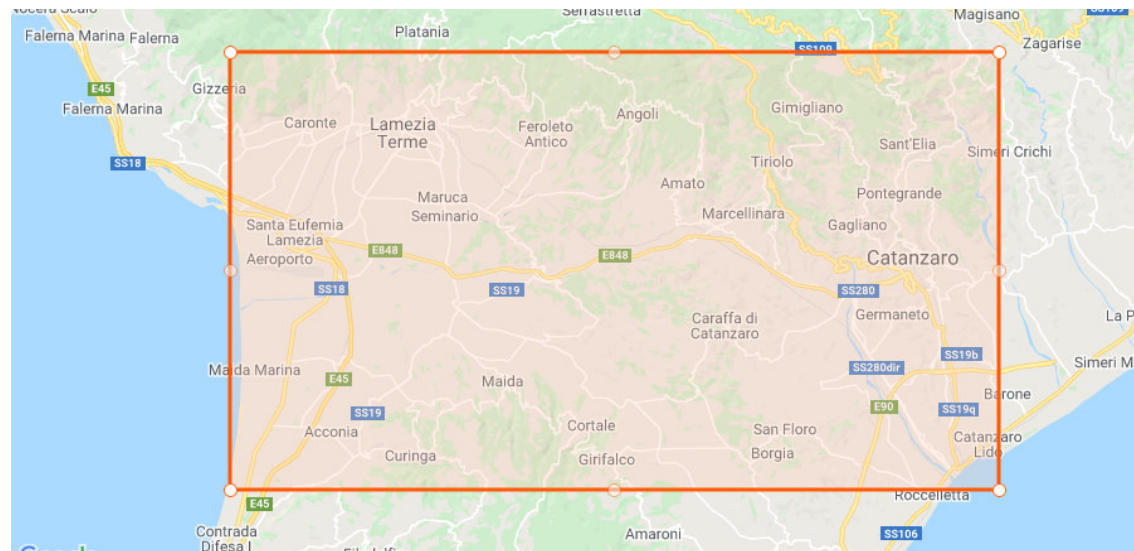 Nocera Scalo
Serrastretta
Magisano
SS109
Falerna Marina
Falerna
Platania
SS109
Zagarise
E45
Gizzeria
Falerna Marina
Caronte
Lamezia
Terme
Feroleto
Antico
Angoli
Gimigliano
Sant'Elia
Simeri Crichi
SS18
Tiriolo
Amato
Maruca
Seminario
Pontegrande
Marcellinara
Gagliano
Santa Eufemia
Lamezia
Aeroporto
E848
E848
Catanzaro
SS18
SS19
SS280
Caraffa di
Catanzaro
Germaneto
La P
SS19b
Simeri M
Maida Marina
E45
Maida
SS280dir
Barone
SS19
E90
SS19q
Acconia
Cortale
San Floro
Catanzaro
Lido
Curinga
Girifalco
Borgia
Roccelletta
E45
Contrada
Difesa I
Amaroni
SS106